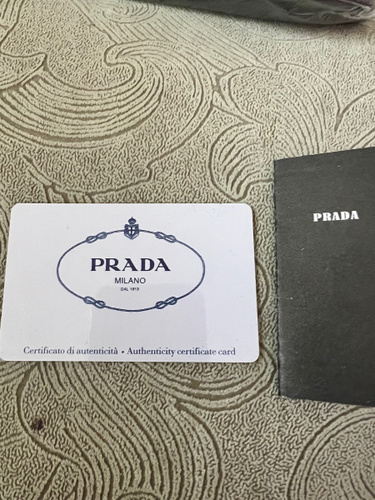 PRADA
MILANO
DAL 1913
Certificato di autenticità • Authenticity certificate card
PRADA